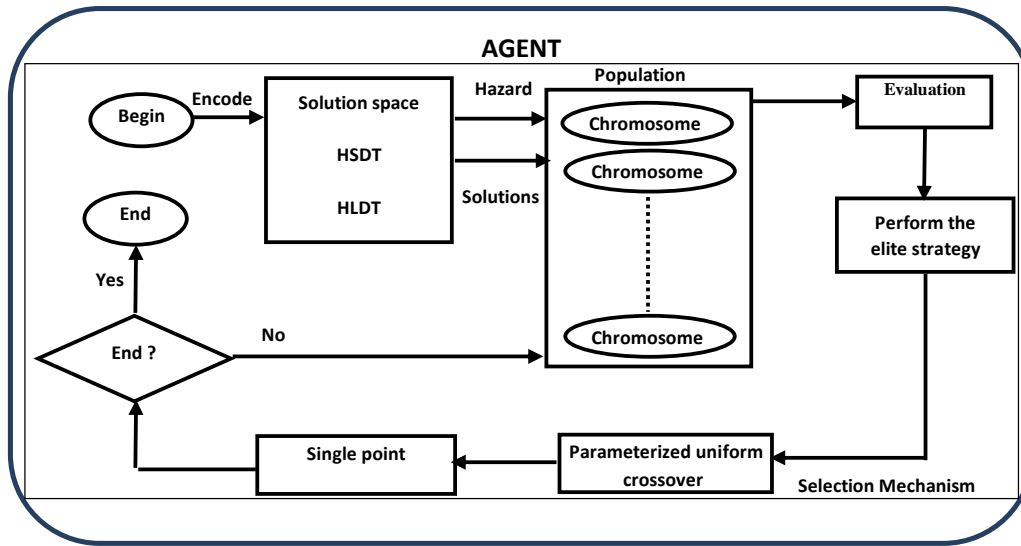 AGENT
Begin
Encode
Solution space
HSDT
HLDT
Hazard
Solutions
Population
Chromosome
Chromosome
Chromosome
Evaluation
Perform the
elite strategy
Selection Mechanism
Parameterized uniform
crossover
Single point
End ?
No
Yes
End